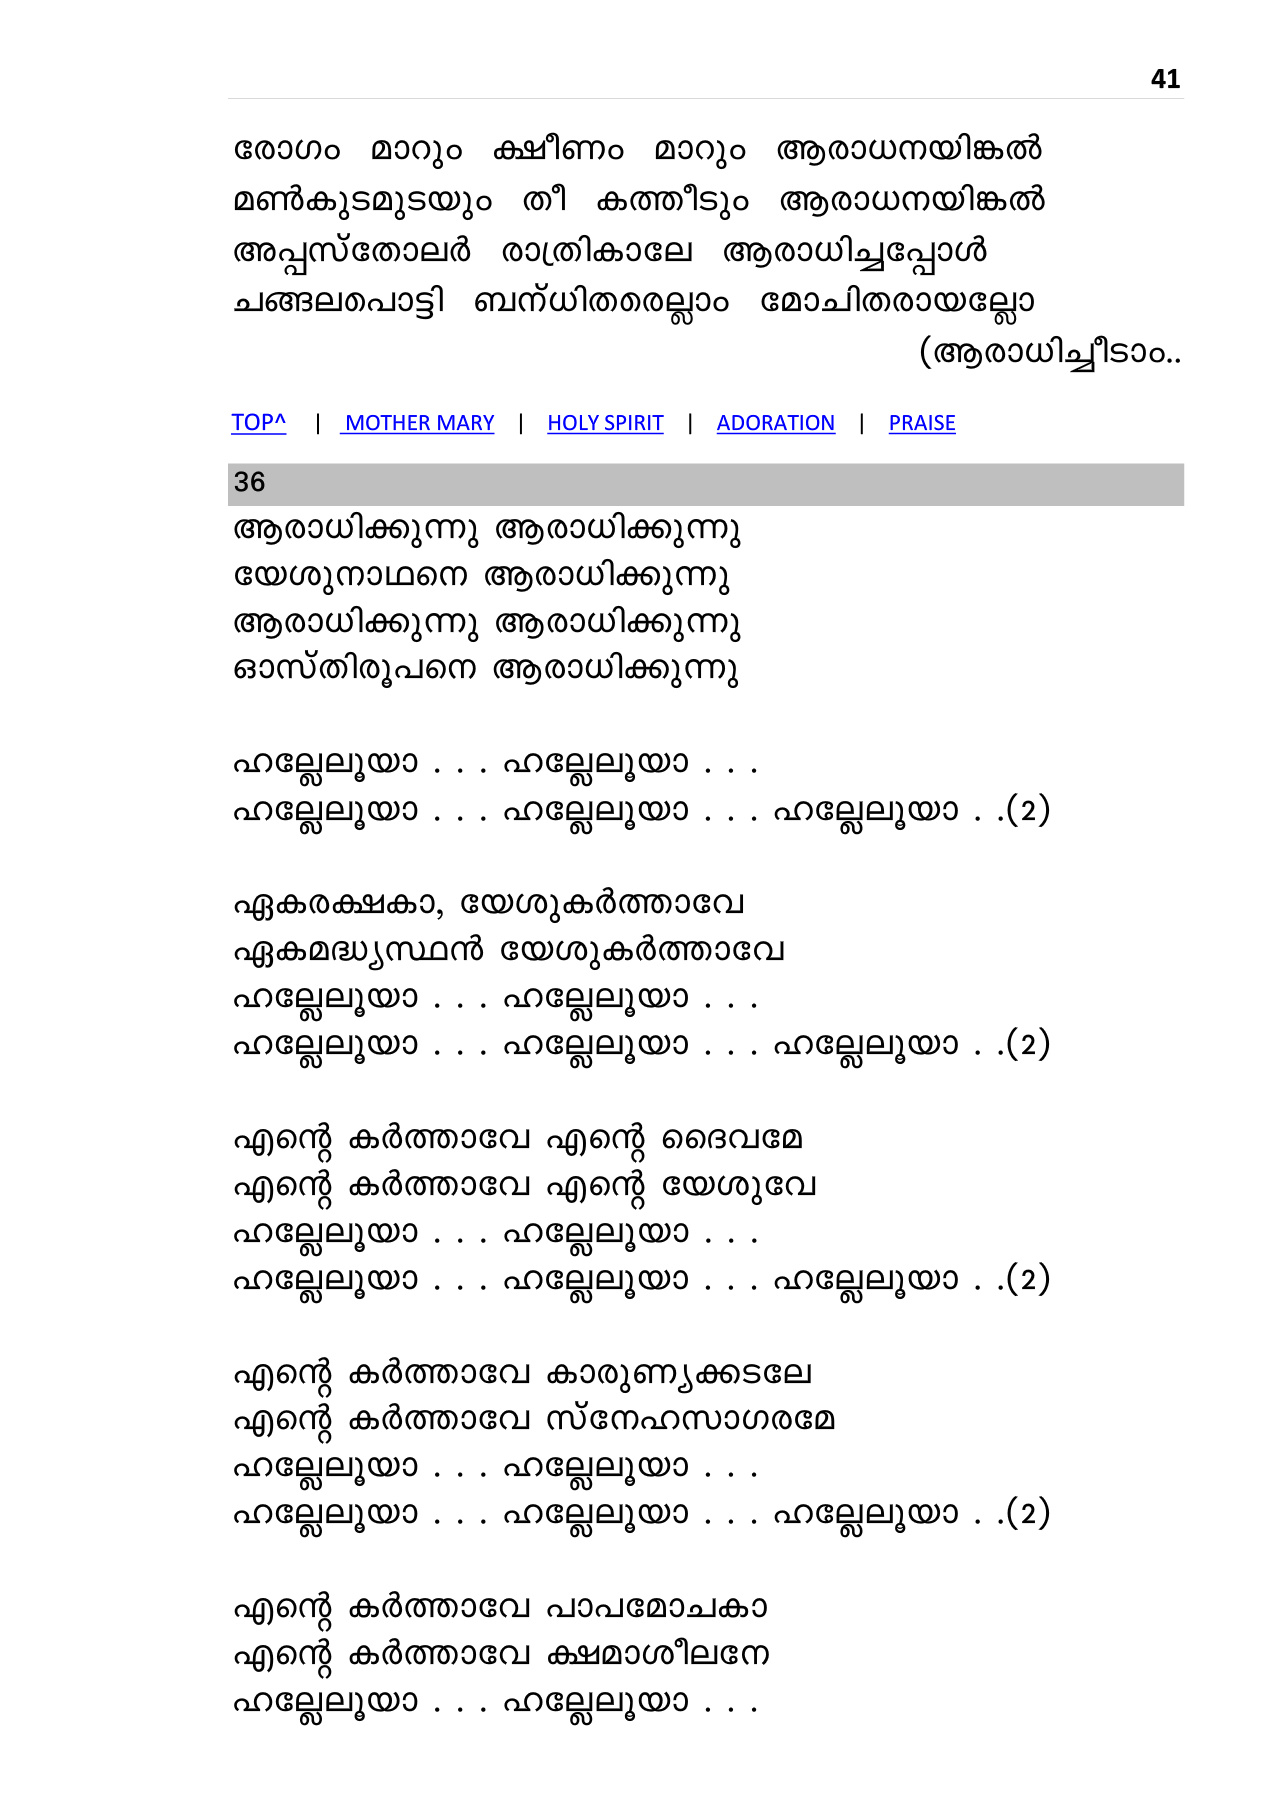 41
രോഗം മാറും ക്ഷീണം മാറും ആരാധനയിങ്കൽ
മൺകുടമുടയും തീ കത്തീടും ആരാധനയിങ്കൽ
അപ്പസ്തോലർ രാത്രികാലേ ആരാധിച്ചപ്പോൾ
ചങ്ങലപൊട്ടി ബന്ധിതരെല്ലാം മോചിതരായല്ലോ
(ആരാധിച്ചീടാം..
TOP^ | MOTHER MARY | HOLY SPIRIT | ADORATION | PRAISE
36
ആരാധിക്കുന്നു ആരാധിക്കുന്നു
യേശുനാഥനെ ആരാധിക്കുന്നു
ആരാധിക്കുന്നു ആരാധിക്കുന്നു
ഓസ്തിരൂപനെ ആരാധിക്കുന്നു
ഹല്ലേലൂയാ . . . ഹല്ലേലൂയാ . . .
ഹല്ലേലൂയാ . . . ഹല്ലേലൂയാ . . . ഹല്ലേലൂയാ . .(2)
ഏകരക്ഷകാ, യേശുകർത്താവേ
ഏകമദ്ധ്യസ്ഥൻ യേശുകർത്താവേ
ഹല്ലേലൂയാ . . . ഹല്ലേലൂയാ . . .
ഹല്ലേലൂയാ . . . ഹല്ലേലൂയാ . . . ഹല്ലേലൂയാ . .(2)
എന്റെ കർത്താവേ എന്റെ ദൈവമേ
എന്റെ കർത്താവേ എന്റെ യേശുവേ
ഹല്ലേലൂയാ . . . ഹല്ലേലൂയാ . . .
ഹല്ലേലൂയാ . . . ഹല്ലേലൂയാ . . . ഹല്ലേലൂയാ . .(2)
എന്റെ കർത്താവേ കാരുണ്യക്കടലേ
എന്റെ കർത്താവേ സ്നേഹസാഗരമേ
ഹല്ലേലൂയാ . . . ഹല്ലേലൂയാ . . .
ഹല്ലേലൂയാ . . . ഹല്ലേലൂയാ . . . ഹല്ലേലൂയാ . .(2)
എന്റെ കർത്താവേ പാപമോചകാ
എന്റെ കർത്താവേ ക്ഷമാശീലനേ
ഹല്ലേലൂയാ . . . ഹല്ലേലൂയാ . . .